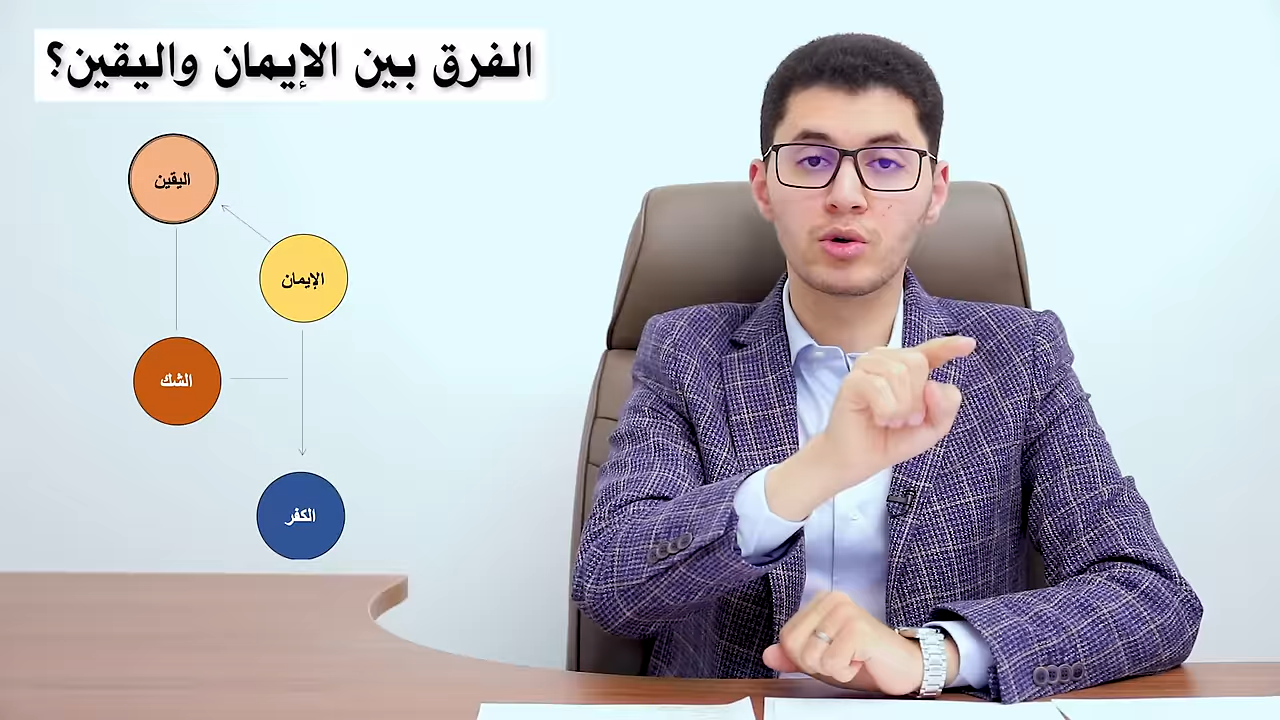 الفرق بين الإيمان واليقين؟
اليقين
الإيمان
الشك
الكفر